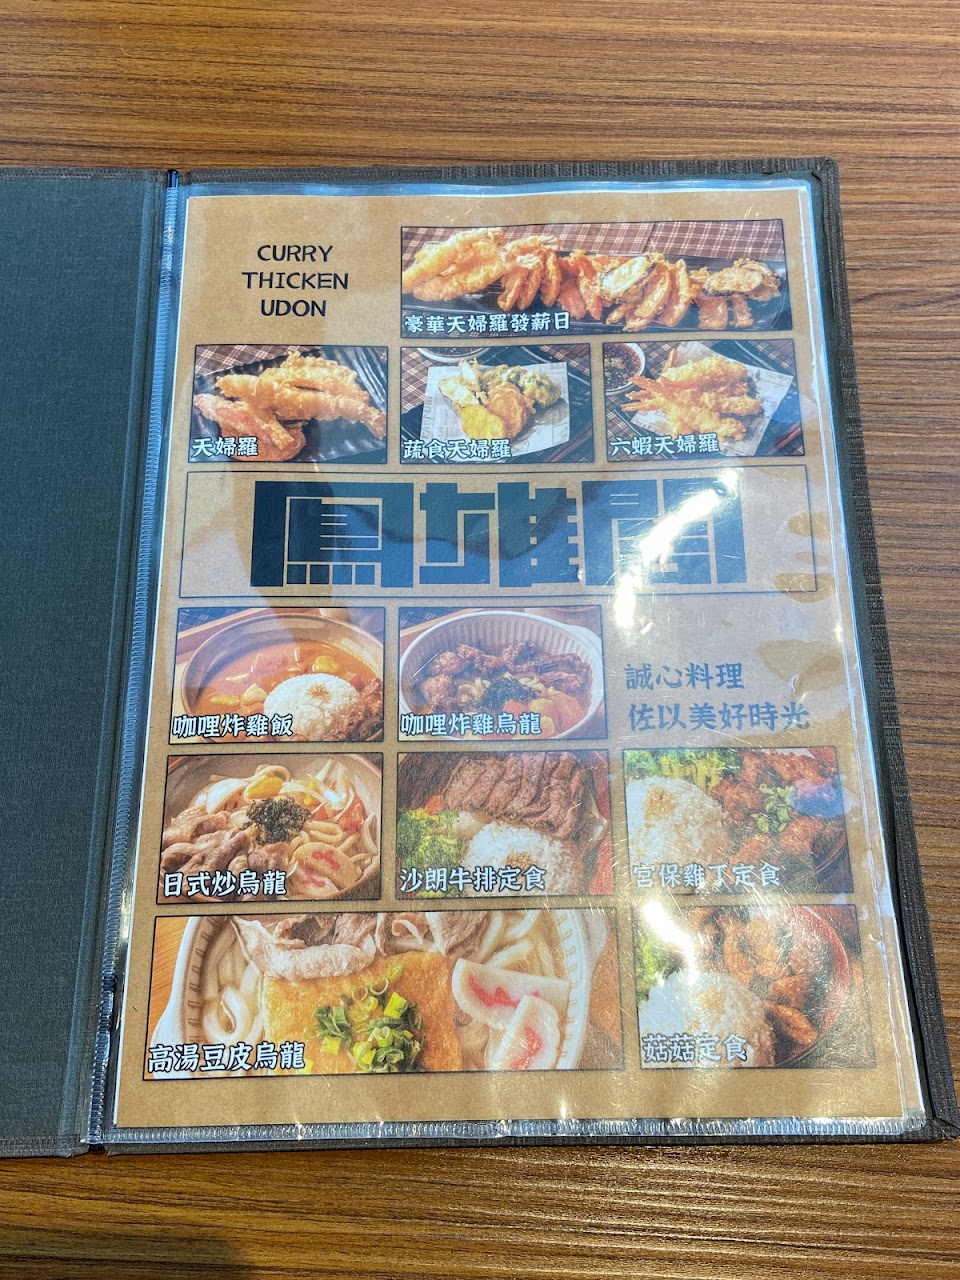 CURRY
THICKEN
UDON
豪華天婦羅發薪日
天婦羅
蔬食天婦羅
六蝦天婦羅
咖哩炸雞飯
咖哩炸雞烏龍
誠心料理
佐以美好時光
日式炒烏龍
沙朗牛排定食
宮保雞丁定食
高湯豆皮烏龍
菇菇定食